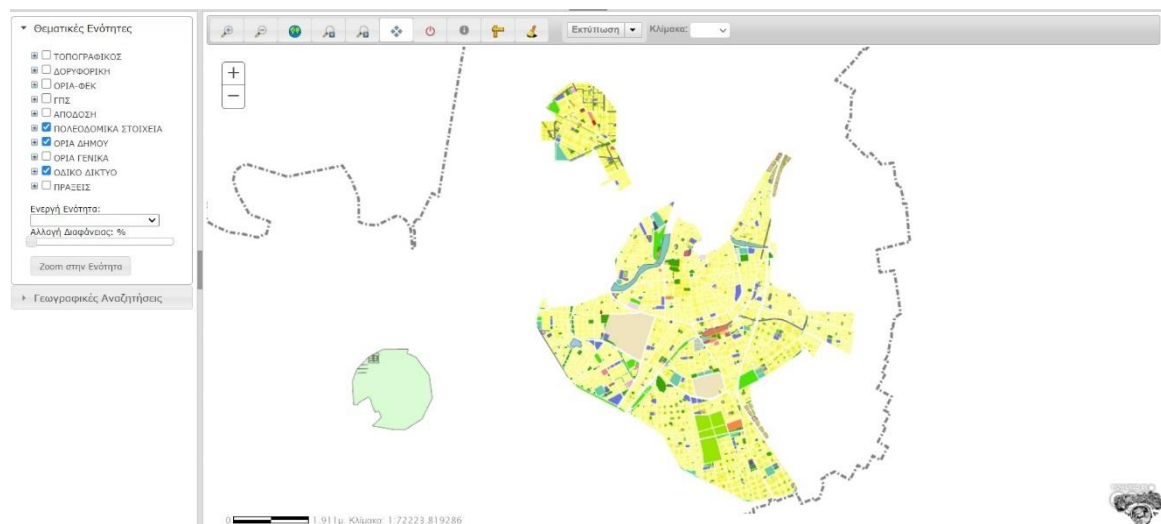 Θεματικές Ενότητες
ΤΟΠΟΓΡΑΦΙΚΟΣ
ΔΟΡΥΦΟΡΙΚΗ
ΟΡΙΑ-ΦΕΚ
ΓΠΣ
ΑΠΟΔΟΣΗ
ΠΟΛΕΟΔΟΜΙΚΑ ΣΤΟΙΧΕΙΑ
ΟΡΙΑ ΔΗΜΟΥ
ΟΡΙΑ ΓΕΝΙΚΑ
ΟΔΙΚΟ ΔΙΚΤΥΟ
ΠΡΑΞΕΙΣ
Ενεργή Ενότητα:
Αλλαγή Διαφάνειας: %
Zoom στην Ενότητα
Γεωγραφικές Αναζητήσεις
Εκτύπωση Κλίμακα:
+
−
0 1.911μ. Κλίμακα: 1:72223.819286